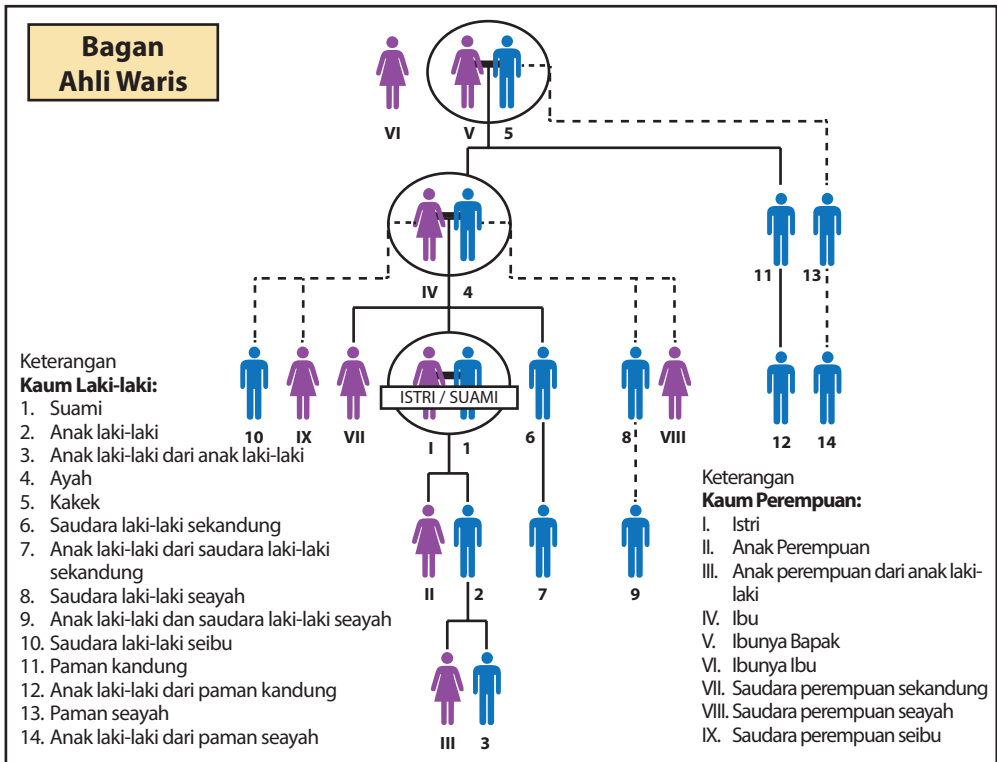 Bagan
Ahli Waris
VI
V
5
11
13
IV
4
ISTRI / SUAMI
10
IX
VII
I
1
6
8
VIII
12
14
II
2
7
9
III
3
Keterangan
Kaum Laki-laki:
1. Suami
2. Anak laki-laki
3. Anak laki-laki dari anak laki-laki
4. Ayah
5. Kakek
6. Saudara laki-laki sekandung
7. Anak laki-laki dari saudara laki-laki
sekandung
8. Saudara laki-laki seayah
9. Anak laki-laki dan saudara laki-laki seayah
10. Saudara laki-laki seibu
11. Paman kandung
12. Anak laki-laki dari paman kandung
13. Paman seayah
14. Anak laki-laki dari paman seayah
Keterangan
Kaum Perempuan:
I. Istri
II. Anak Perempuan
III. Anak perempuan dari anak laki-
laki
IV. Ibu
V. Ibunya Bapak
VI. Ibunya Ibu
VII. Saudara perempuan sekandung
VIII. Saudara perempuan seayah
IX. Saudara perempuan seibu